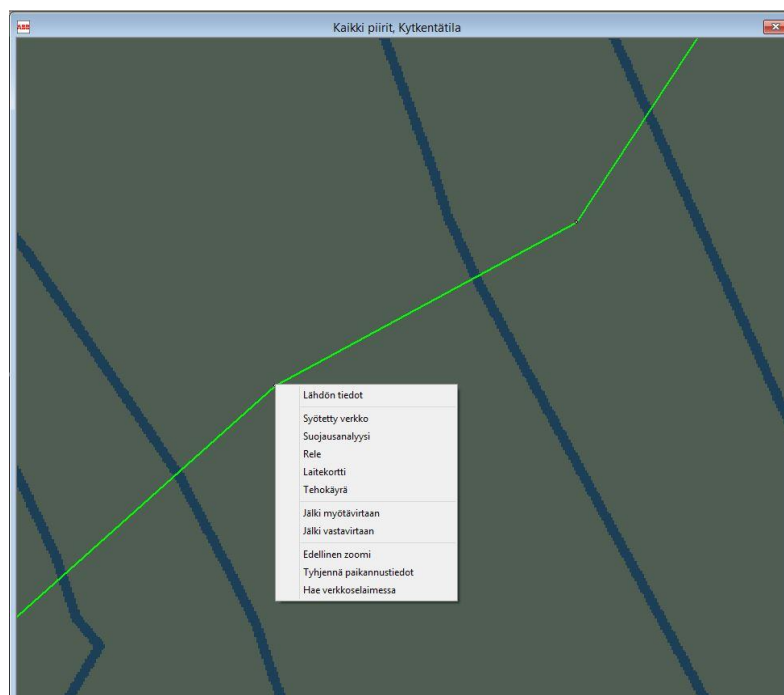 ABB
Kaikki piirit, Kytkentätila
Lähdön tiedot
Syötetty verkko
Suojausanalyysi
Rele
Laitekortti
Tehokäyrä
Jälki myötävirtaan
Jälki vastavirtaan
Edellinen zoomi
Tyhjennä paikannustiedot
Hae verkkoselaimessa